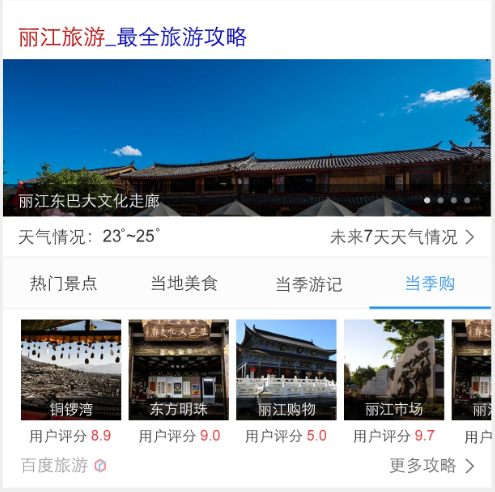 丽江旅游_最全旅游攻略
丽江东巴大文化走廊
天气情况：23°~25° 未来7天天气情况
热门景点 当地美食 当季游记 当季购
铜锣湾 东方明珠 丽江购物 丽江市场 丽
用户评分 8.9 用户评分 9.0 用户评分 5.0 用户评分 9.7 用户
百度旅游 更多攻略